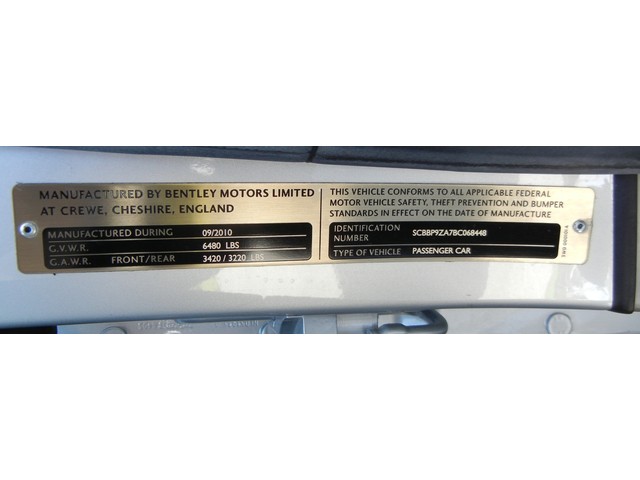 MANUFACTURED BY BENTLEY MOTORS LIMITED
AT CREWE, CHESHIRE, ENGLAND
MANUFACTURED DURING 09/2010
G.V.W.R. 6480 LBS
G.A.W.R. FRONT/REAR 3420 / 3220 LBS
THIS VEHICLE CONFORMS TO ALL APPLICABLE FEDERAL
MOTOR VEHICLE SAFETY, THEFT PREVENTION AND BUMPER
STANDARDS IN EFFECT ON THE DATE OF MANUFACTURE
IDENTIFICATION
NUMBER SCBBP9ZA7BC068448
TYPE OF VEHICLE PASSENGER CAR